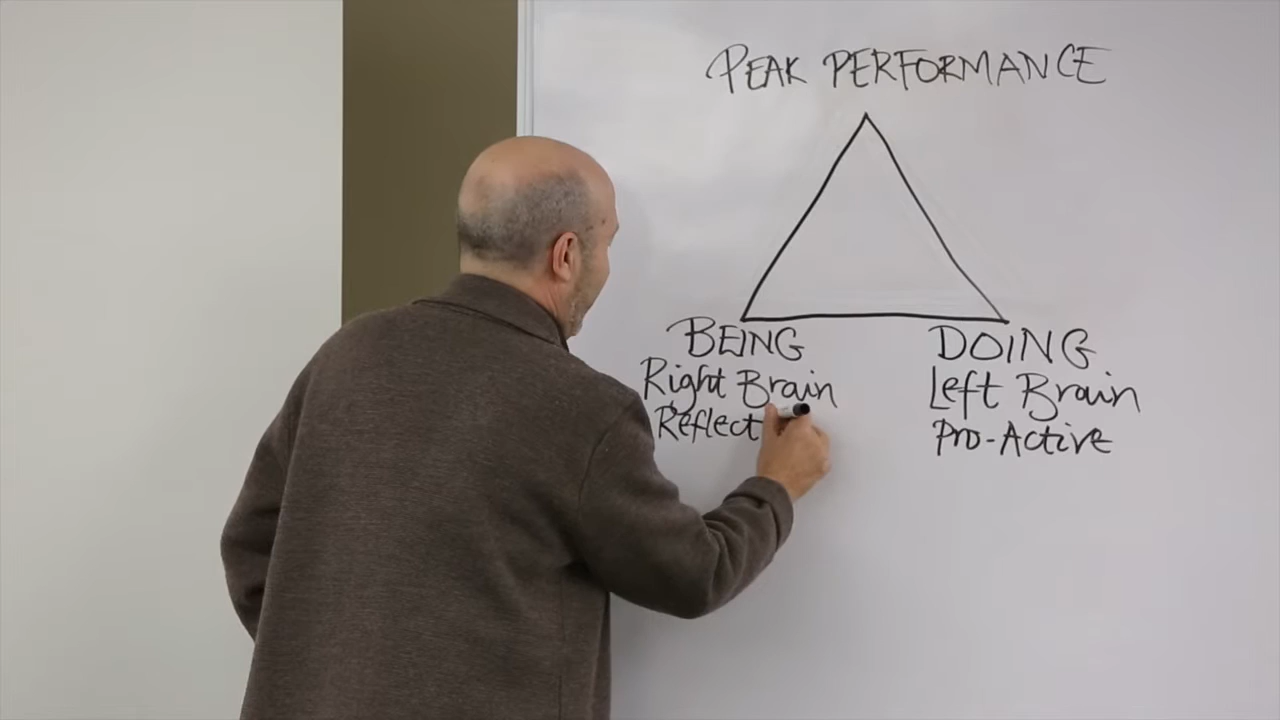 PEAK PERFORMANCE
BEING
Right Brain
Reflect
DOING
Left Brain
Pro-Active